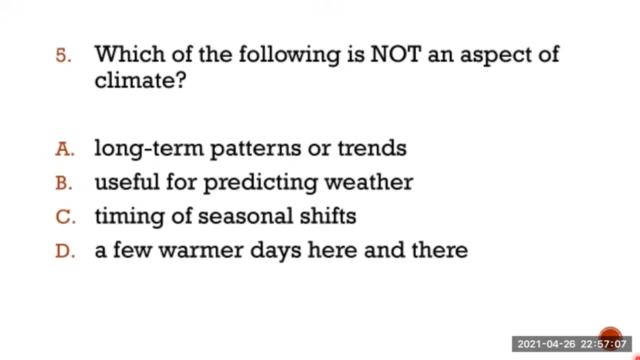 5. Which of the following is NOT an aspect of
climate?
A. long-term patterns or trends
B. useful for predicting weather
C. timing of seasonal shifts
D. a few warmer days here and there
2021-04-26 22:57:07